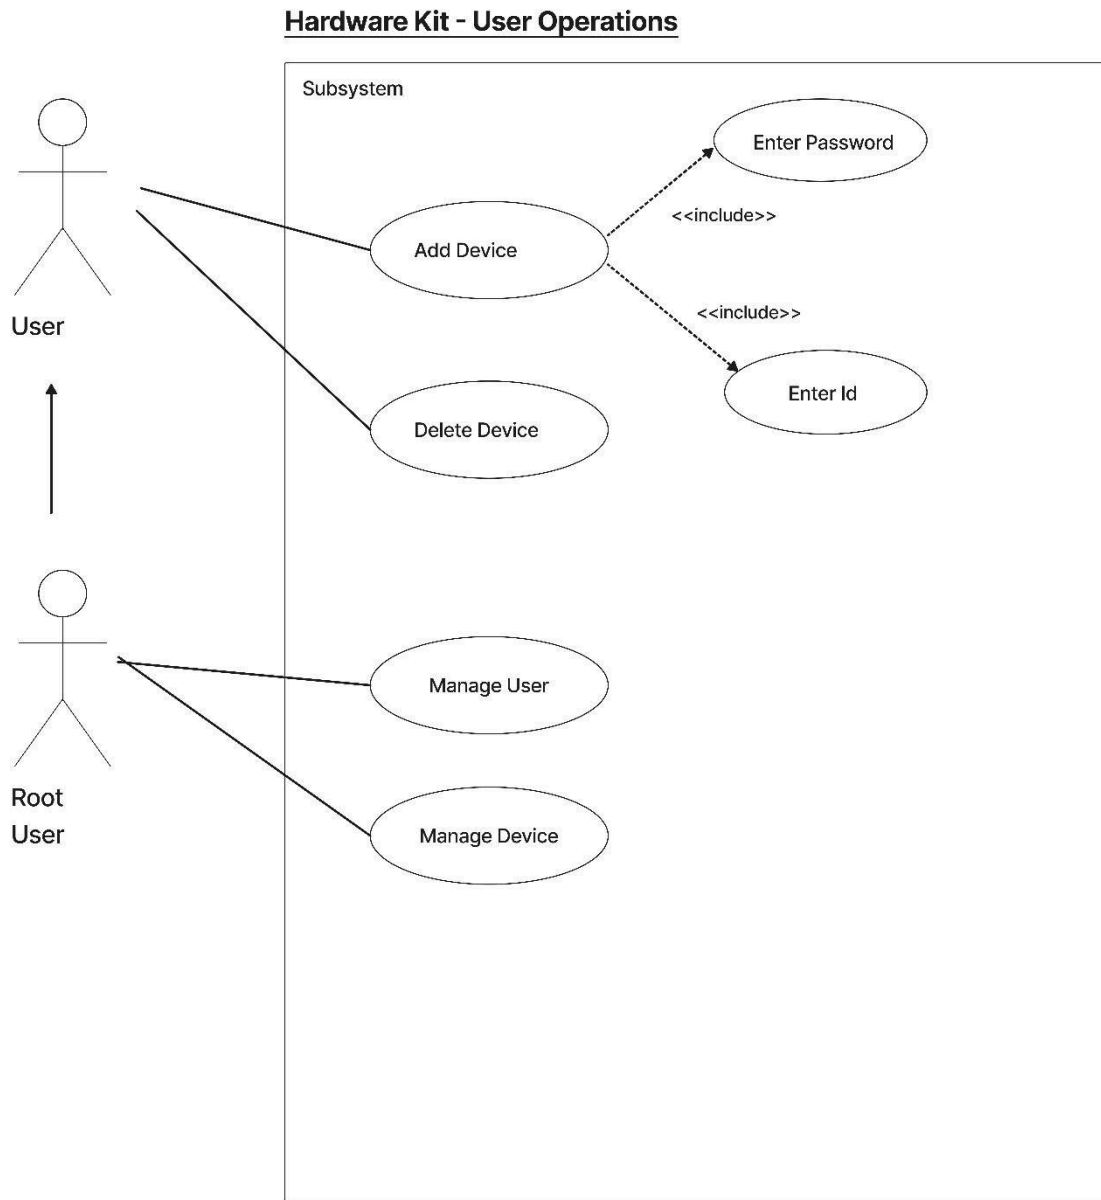 Hardware Kit - User Operations
Subsystem
Enter Password
<<include>>
Add Device
<<include>>
User
Enter Id
Delete Device
Manage User
Root
User
Manage Device